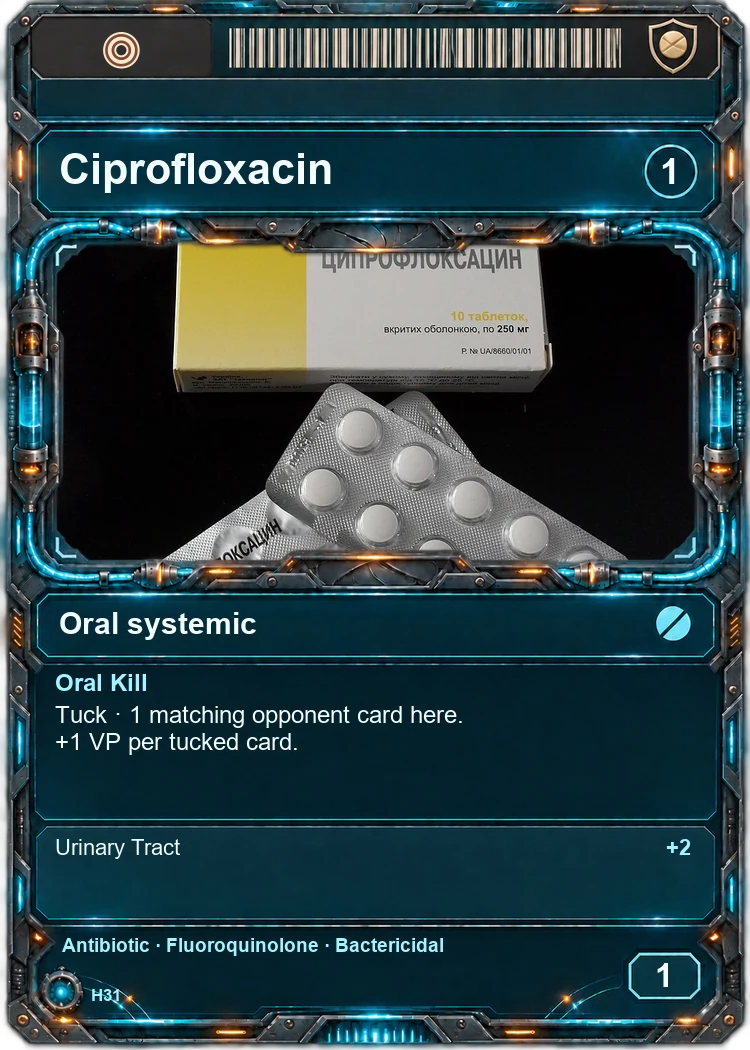 Ciprofloxacin
1
ЦИПРОФЛОКСАЦИН
10 таблеток,
вкритих оболонкою, по 250 мг
Р. № UA/8660/01/01
ЛОКСАЦИН
Oral systemic
Oral Kill
Tuck · 1 matching opponent card here.
+1 VP per tucked card.
Urinary Tract
+2
Antibiotic · Fluoroquinolone · Bactericidal
H31
1